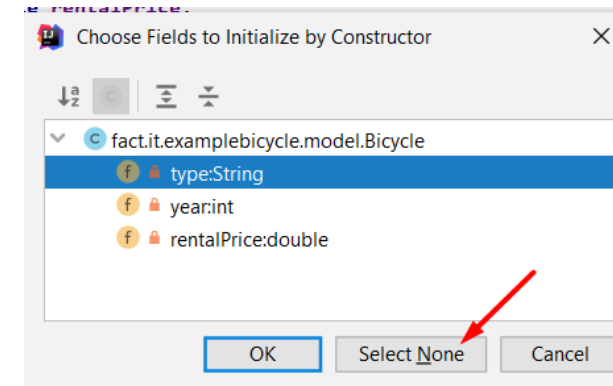 e rentalPrice;
Choose Fields to Initialize by Constructor
fact.it.examplebicycle.model.Bicycle
type:String
year:int
rentalPrice:double
OK Select None Cancel